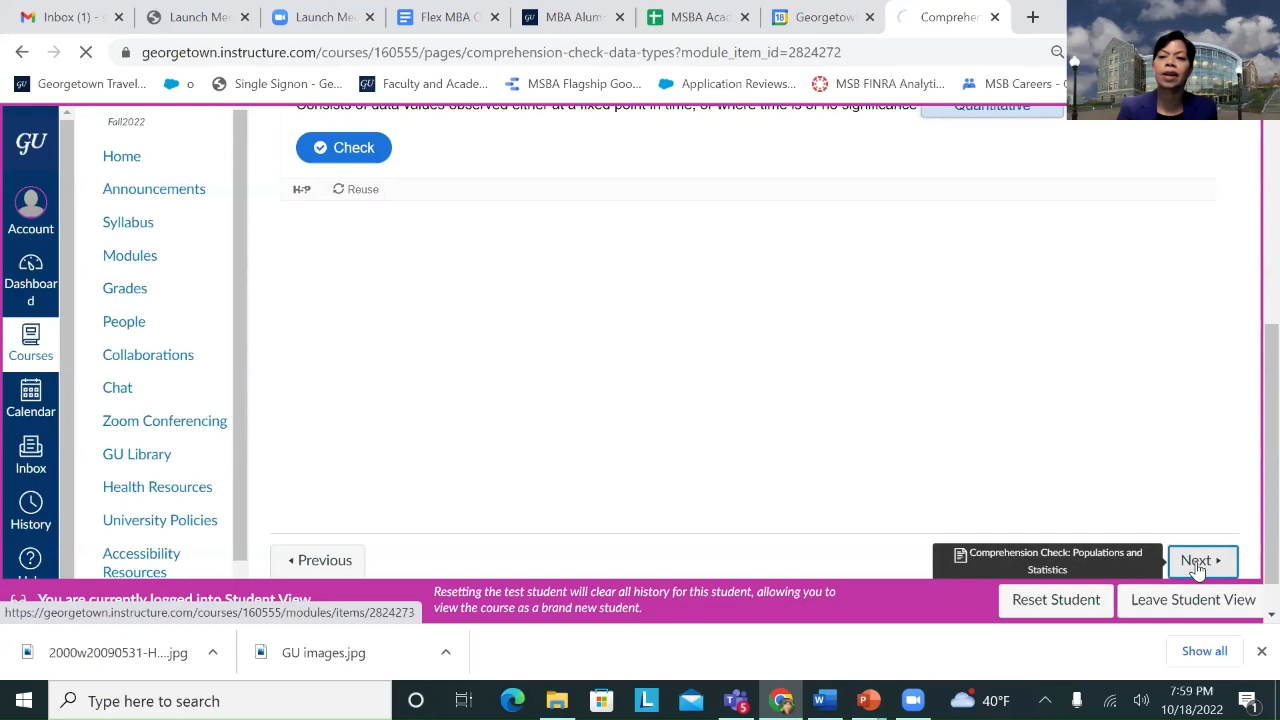 Inbox (1)
Launch Me
Launch Mee
Flex MBA C
MBA Alum
MSBA Aca
Georgetow
Comprehen
georgetown.instructure.com/courses/160555/pages/comprehension-check-data-types?module_item_id=2824272
Georgetown Travel...
o
Single Signon - Ge...
Faculty and Acade...
MSBA Flagship Goo...
Application Reviews...
MSB FINRA Analyti...
MSB Careers -
Consists of data values observed either at a fixed point in time, or where time is of no significance
Quantitative
Check
H-P
Reuse
GU
Account
Dashboar
d
Courses
Calendar
Inbox
History
Fall2022
Home
Announcements
Syllabus
Modules
Grades
People
Collaborations
Chat
Zoom Conferencing
GU Library
Health Resources
University Policies
Accessibility
Resources
Previous
Comprehension Check: Populations and
Statistics
Next
You are currently logged into Student View
Resetting the test student will clear all history for this student, allowing you to
view the course as a brand new student.
Reset Student
Leave Student View
https://georgetown.instructure.com/courses/160555/modules/items/2824273
2000w20090531-H....jpg
GU images.jpg
Show all
Type here to search
40°F
7:59 PM
10/18/2022